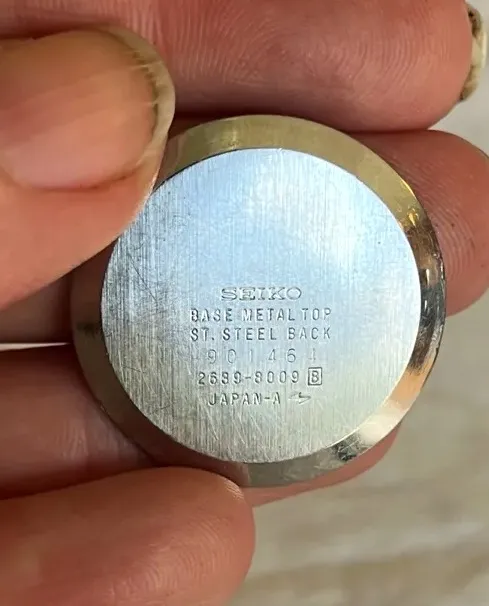 SEIKO
BASE METAL TOP
ST. STEEL BACK
901464
2639-8009 B
JAPAN-A